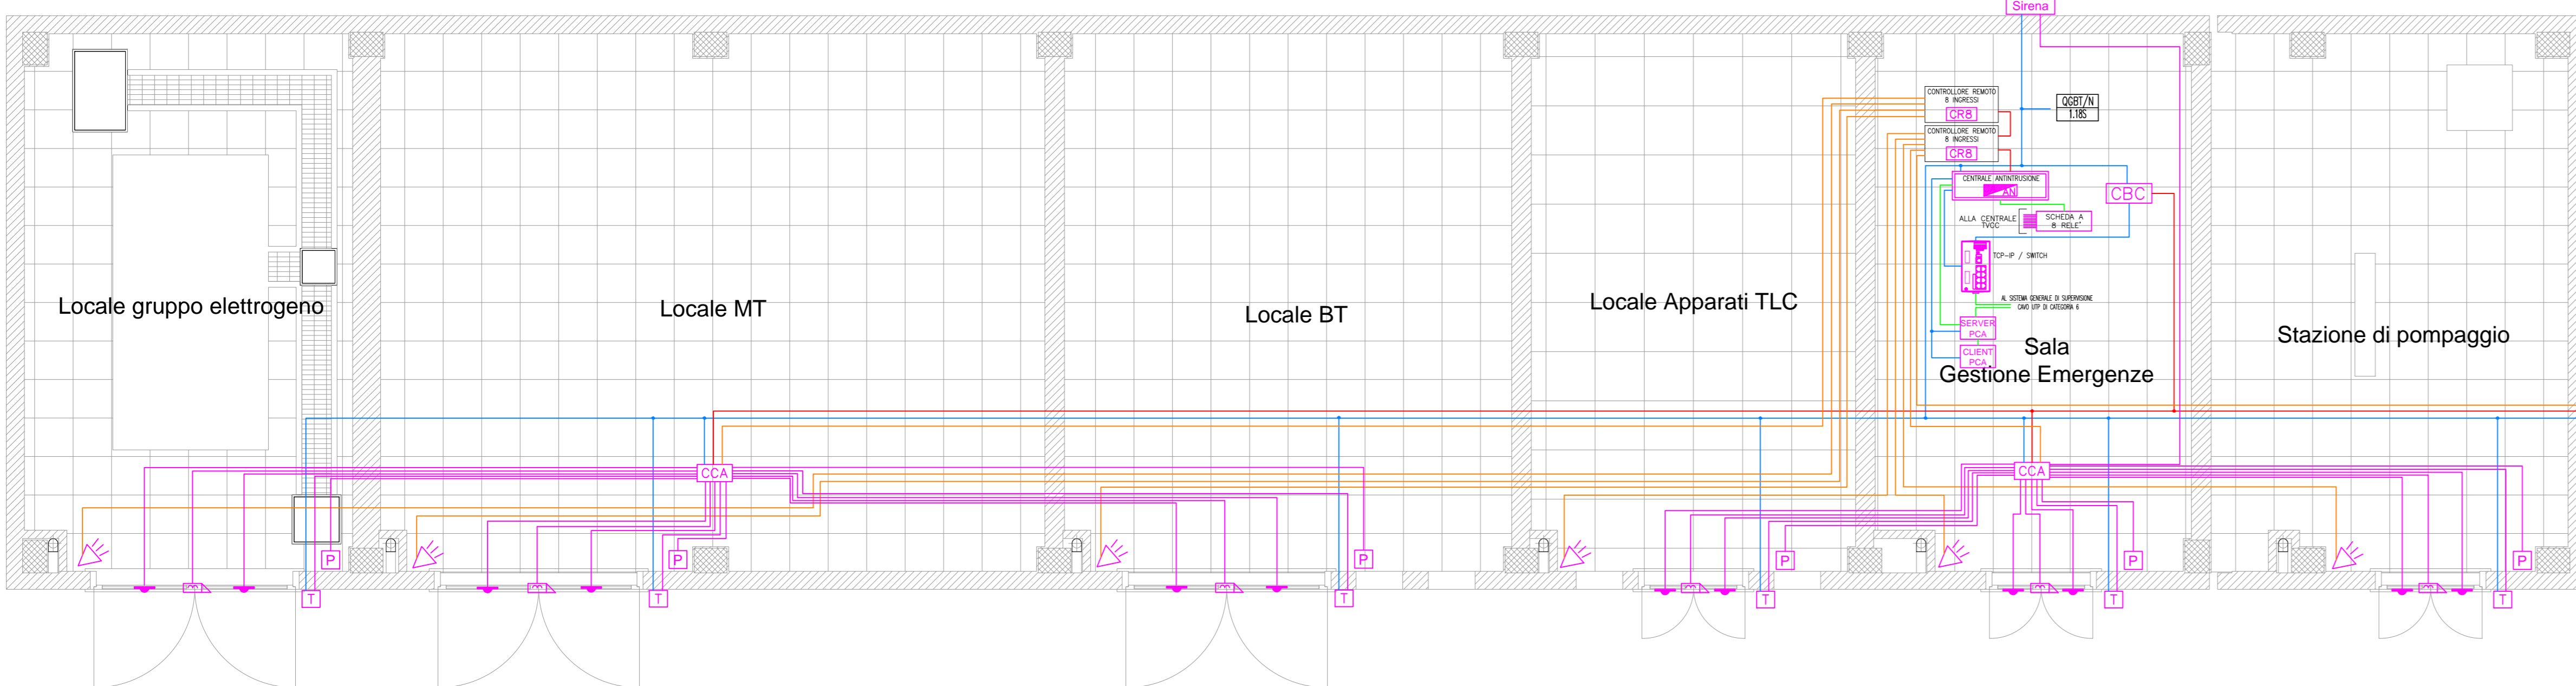 Sirena
CONTROLLORE REMOTO
8 INGRESSI
CR8
QGBT/N
1.18S
CONTROLLORE REMOTO
8 INGRESSI
CR8
CENTRALE ANTINTRUSIONE
AN
CBC
ALLA CENTRALE
TVCC
SCHEDA A
8 RELE'
TCP-IP / SWITCH
AL SISTEMA GENERALE DI SUPERVISIONE
CAVO UTP DI CATEGORIA 6
SERVER
PCA
CLIENT
PCA
Locale gruppo elettrogeno
Locale MT
Locale BT
Locale Apparati TLC
Sala
Gestione Emergenze
Stazione di pompaggio
CCA
CCA
P
P
P
P
P
P
T
T
T
T
T
T